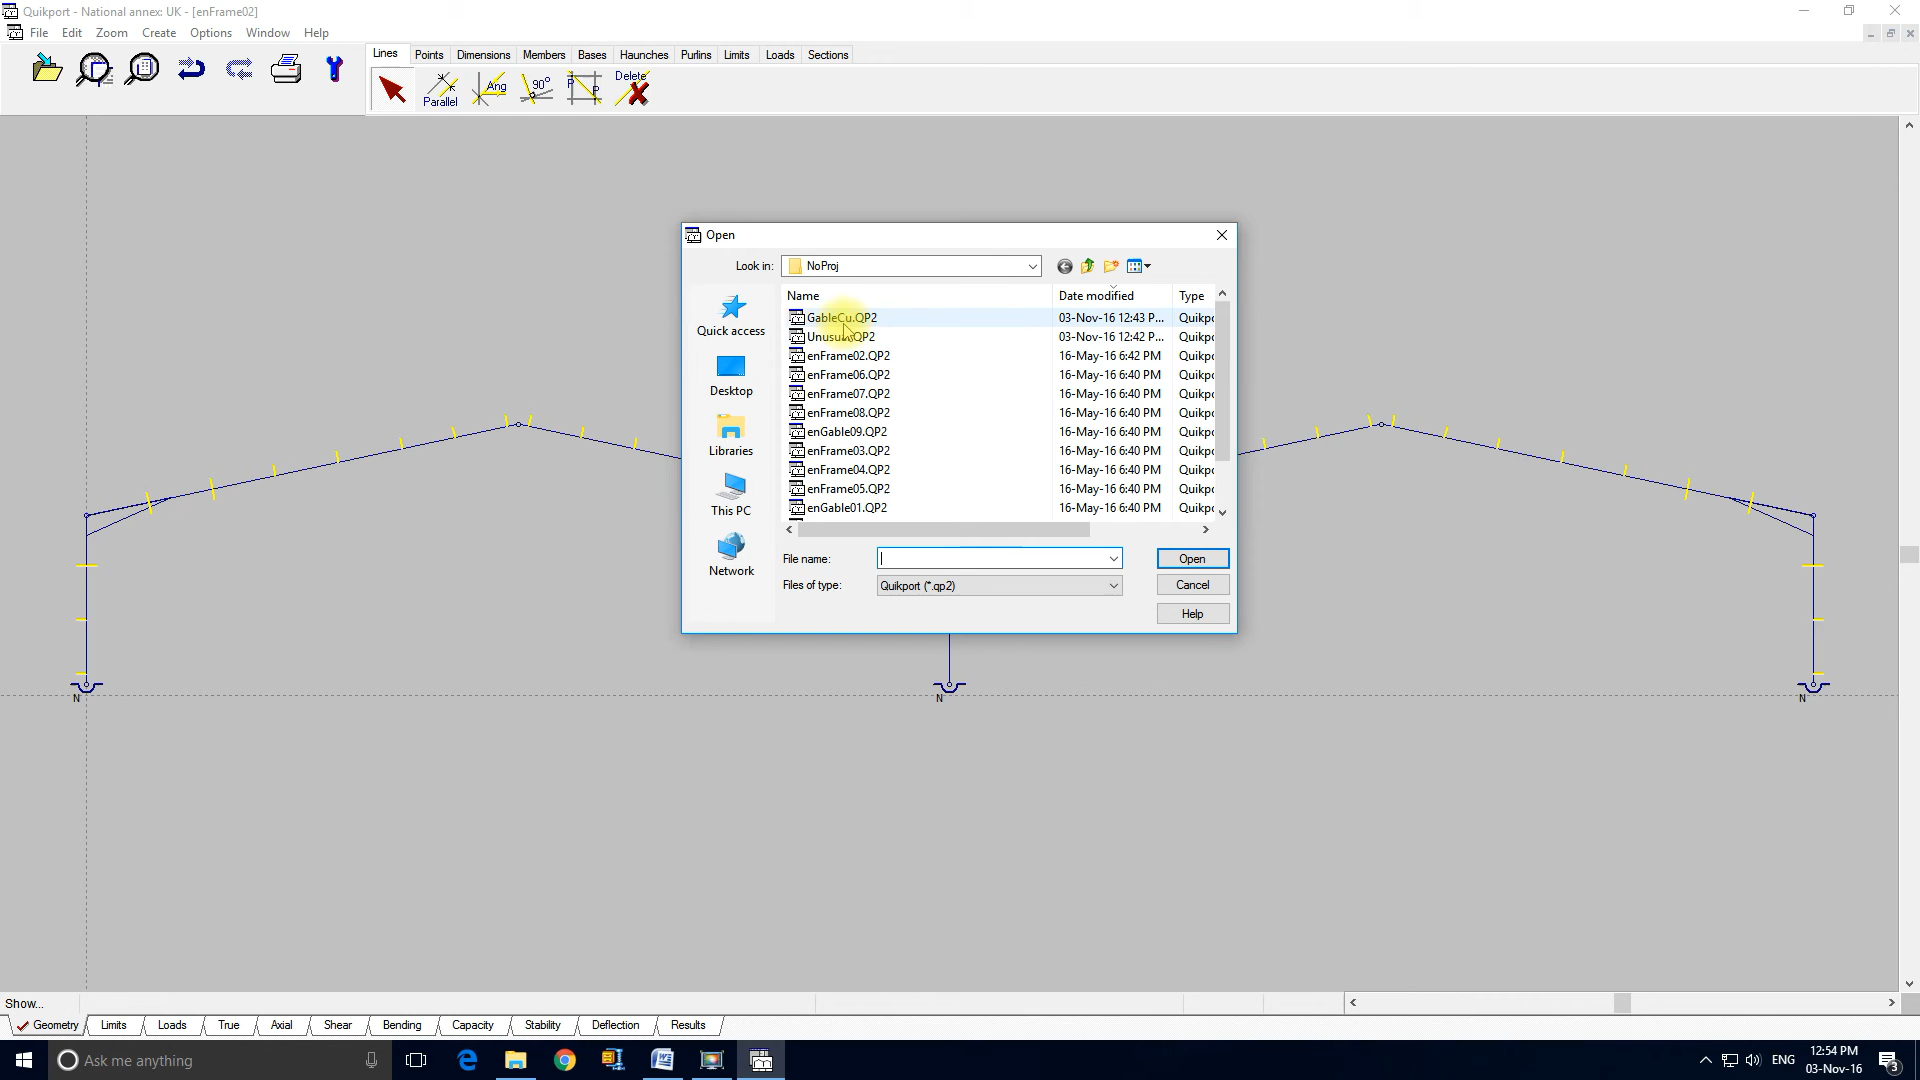 Quikport - National annex: UK - [enFrame02]
File Edit Zoom Create Options Window Help
Lines Points Dimensions Members Bases Haunches Purlins Limits Loads Sections
Parallel Ang 90° P P Delete
Open
Look in: NoProj
Quick access
Desktop
Libraries
This PC
Network
Name Date modified Type
GableCu.QP2 03-Nov-16 12:43 P... Quikpo
03-Nov-16 12:42 P... Quikpo
enFrame02.QP2 16-May-16 6:42 PM Quikpo
enFrame06.QP2 16-May-16 6:40 PM Quikpo
enFrame07.QP2 16-May-16 6:40 PM Quikpo
enFrame08.QP2 16-May-16 6:40 PM Quikpo
enGable09.QP2 16-May-16 6:40 PM Quikpo
enFrame03.QP2 16-May-16 6:40 PM Quikpo
enFrame04.QP2 16-May-16 6:40 PM Quikpo
enFrame05.QP2 16-May-16 6:40 PM Quikpo
enGable01.QP2 16-May-16 6:40 PM Quikpo
File name: Open
Files of type: Quikport (*.qp2) Cancel
Help
N N N
Show...
Geometry Limits Loads True Axial Shear Bending Capacity Stability Deflection Results
Ask me anything
ENG 12:54 PM
03-Nov-16 3